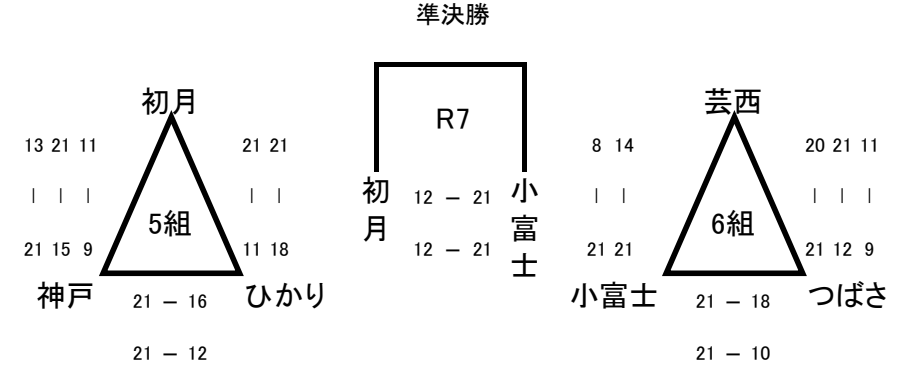 準決勝
初月
芸西
R7
13 21 11
21 21
8 14
20 21 11
| | |
| |
| |
| | |
初月
12 － 21
小富士
5組
6組
21 15 9
11 18
12 － 21
21 21
21 12 9
神戸
21 － 16
ひかり
小富士
21 － 18
つばさ
21 － 12
21 － 10